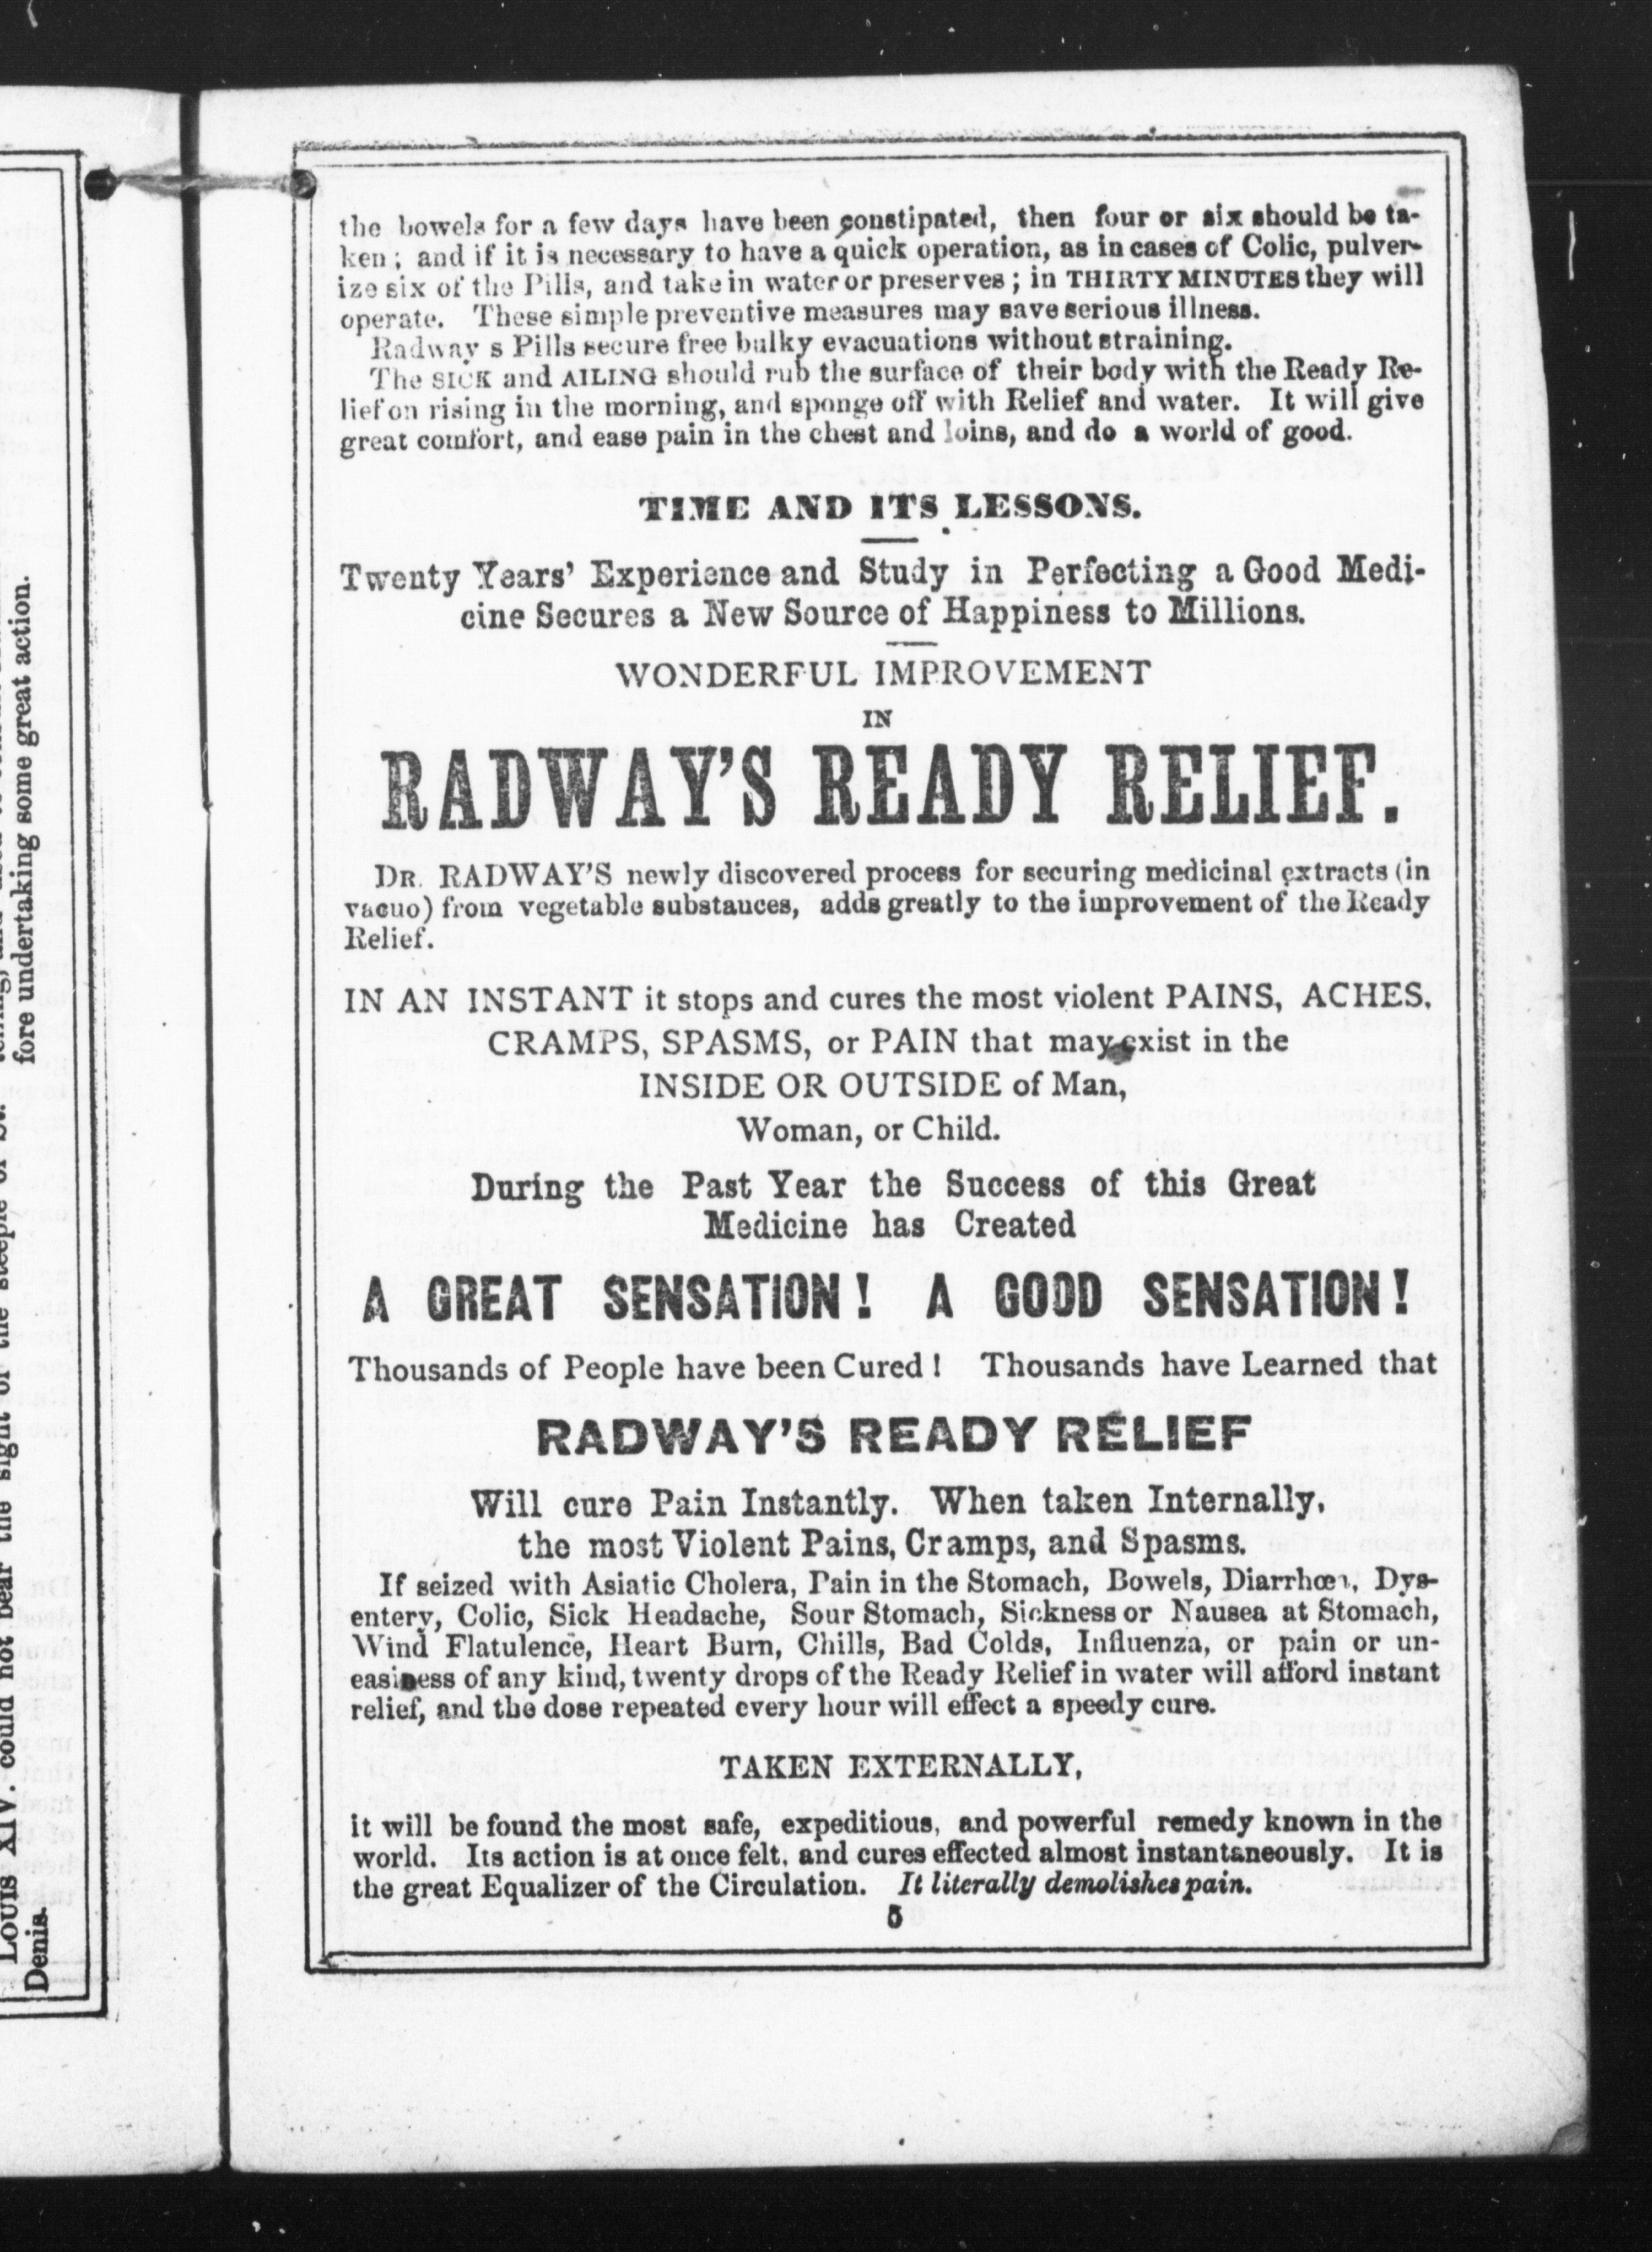 the bowels for a few days have been constipated, then four or six should be ta-
ken; and if it is necessary to have a quick operation, as in cases of Colic, pulver-
ize six of the Pills, and take in water or preserves; in THIRTY MINUTES they will
operate. These simple preventive measures may save serious illness.
Radway s Pills secure free bulky evacuations without straining.
The SICK and AILING should rub the surface of their body with the Ready Re-
lief on rising in the morning, and sponge off with Relief and water. It will give
great comfort, and ease pain in the chest and loins, and do a world of good.
TIME AND ITS LESSONS.
Twenty Years' Experience and Study in Perfecting a Good Medi-
cine Secures a New Source of Happiness to Millions.
WONDERFUL IMPROVEMENT
IN
RADWAY'S READY RELIEF.
DR. RADWAY'S newly discovered process for securing medicinal extracts (in
vacuo) from vegetable substauces, adds greatly to the improvement of the Ready
Relief.
IN AN INSTANT it stops and cures the most violent PAINS, ACHES,
CRAMPS, SPASMS, or PAIN that may exist in the
INSIDE OR OUTSIDE of Man,
Woman, or Child.
During the Past Year the Success of this Great
Medicine has Created
A GREAT SENSATION! A GOOD SENSATION!
Thousands of People have been Cured! Thousands have Learned that
RADWAY'S READY RELIEF
Will cure Pain Instantly. When taken Internally,
the most Violent Pains, Cramps, and Spasms.
If seized with Asiatic Cholera, Pain in the Stomach, Bowels, Diarrhœa, Dys-
entery, Colic, Sick Headache, Sour Stomach, Sickness or Nausea at Stomach,
Wind Flatulence, Heart Burn, Chills, Bad Colds, Influenza, or pain or un-
easiness of any kind, twenty drops of the Ready Relief in water will afford instant
relief, and the dose repeated every hour will effect a speedy cure.
TAKEN EXTERNALLY,
it will be found the most safe, expeditious, and powerful remedy known in the
world. Its action is at once felt, and cures effected almost instantaneously. It is
the great Equalizer of the Circulation. It literally demolishes pain.
5
fore undertaking some great action.
LOUIS XIV. could not bear the sight of the steeple of St.
Denis.